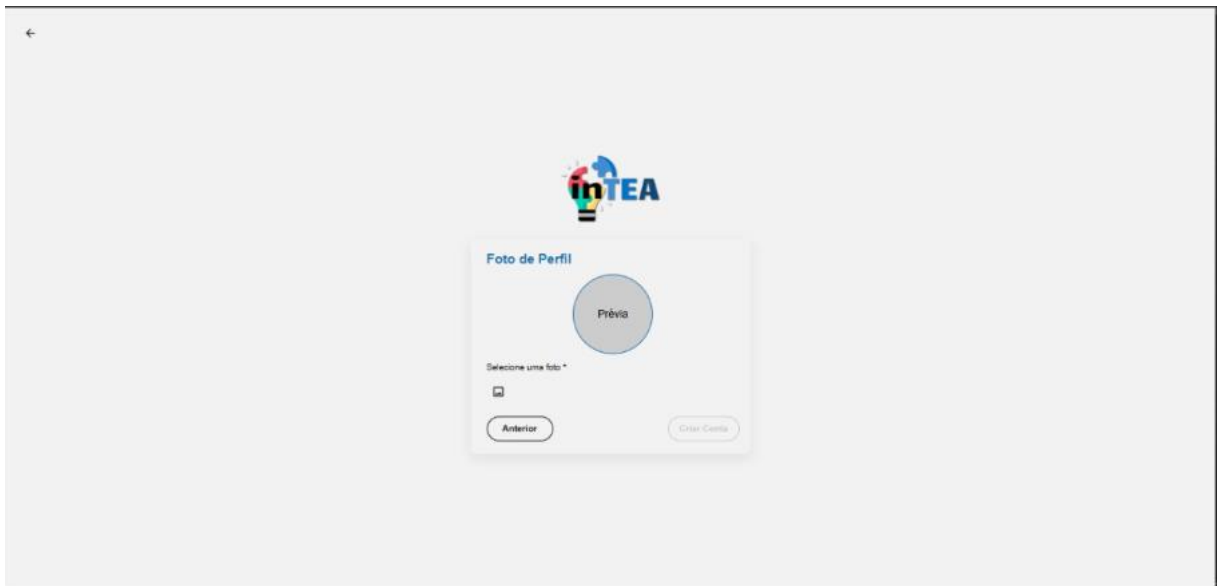 inTEA
Foto de Perfil
Prévia
Selecione uma foto *
Anterior
Criar Conta